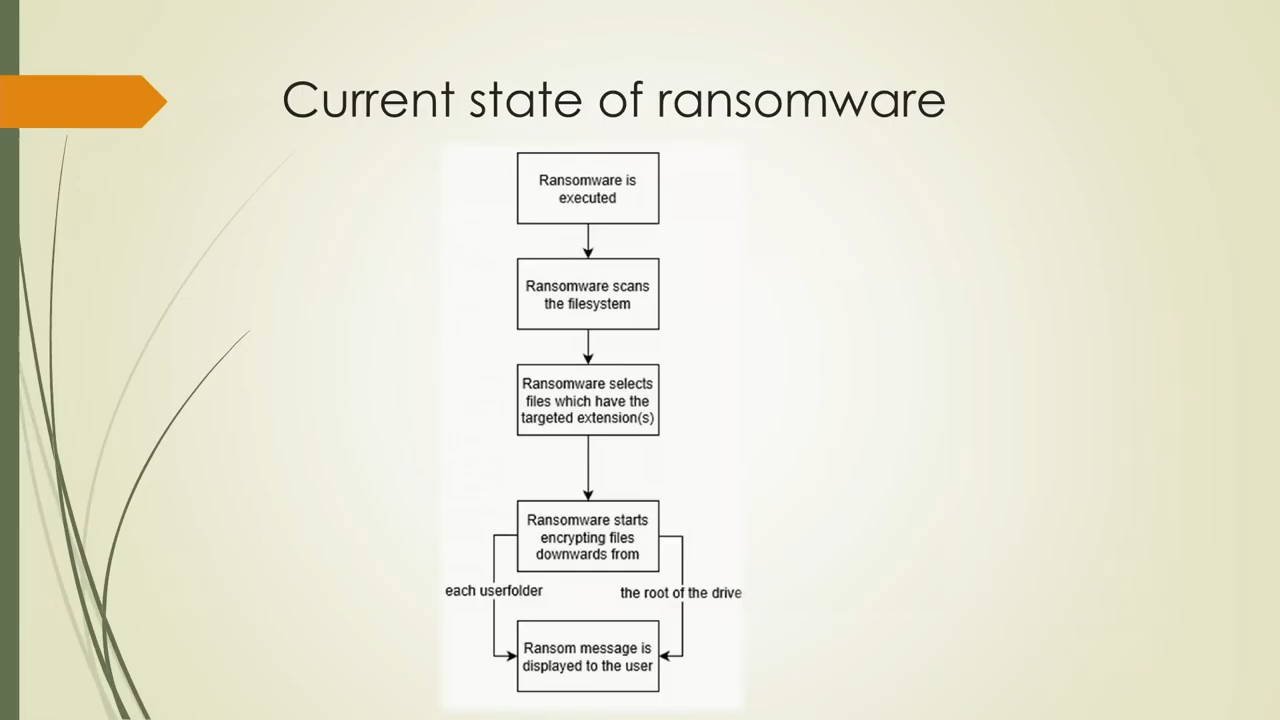 Current state of ransomware
Ransomware is
executed
Ransomware scans
the filesystem
Ransomware selects
files which have the
targeted extension(s)
Ransomware starts
encrypting files
downwards from
each userfolder
the root of the drive
Ransom message is
displayed to the user